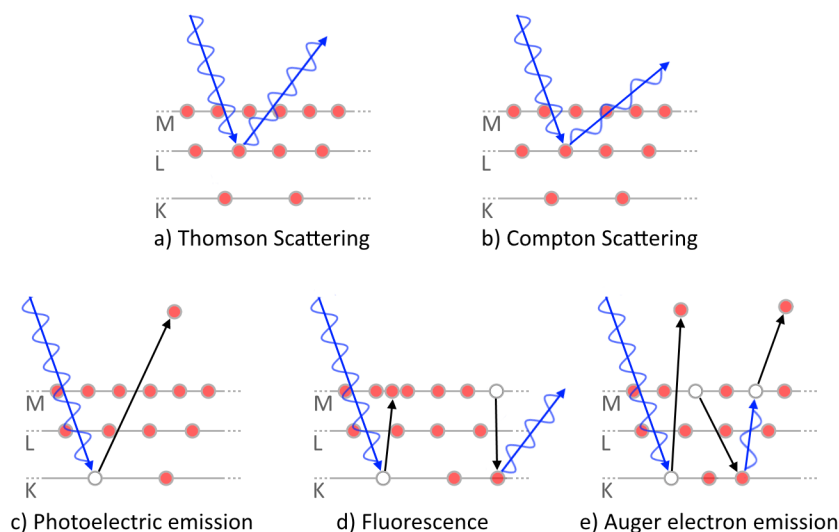 M
L
K
a) Thomson Scattering
M
L
K
b) Compton Scattering
M
L
K
c) Photoelectric emission
M
L
K
d) Fluorescence
M
L
K
e) Auger electron emission